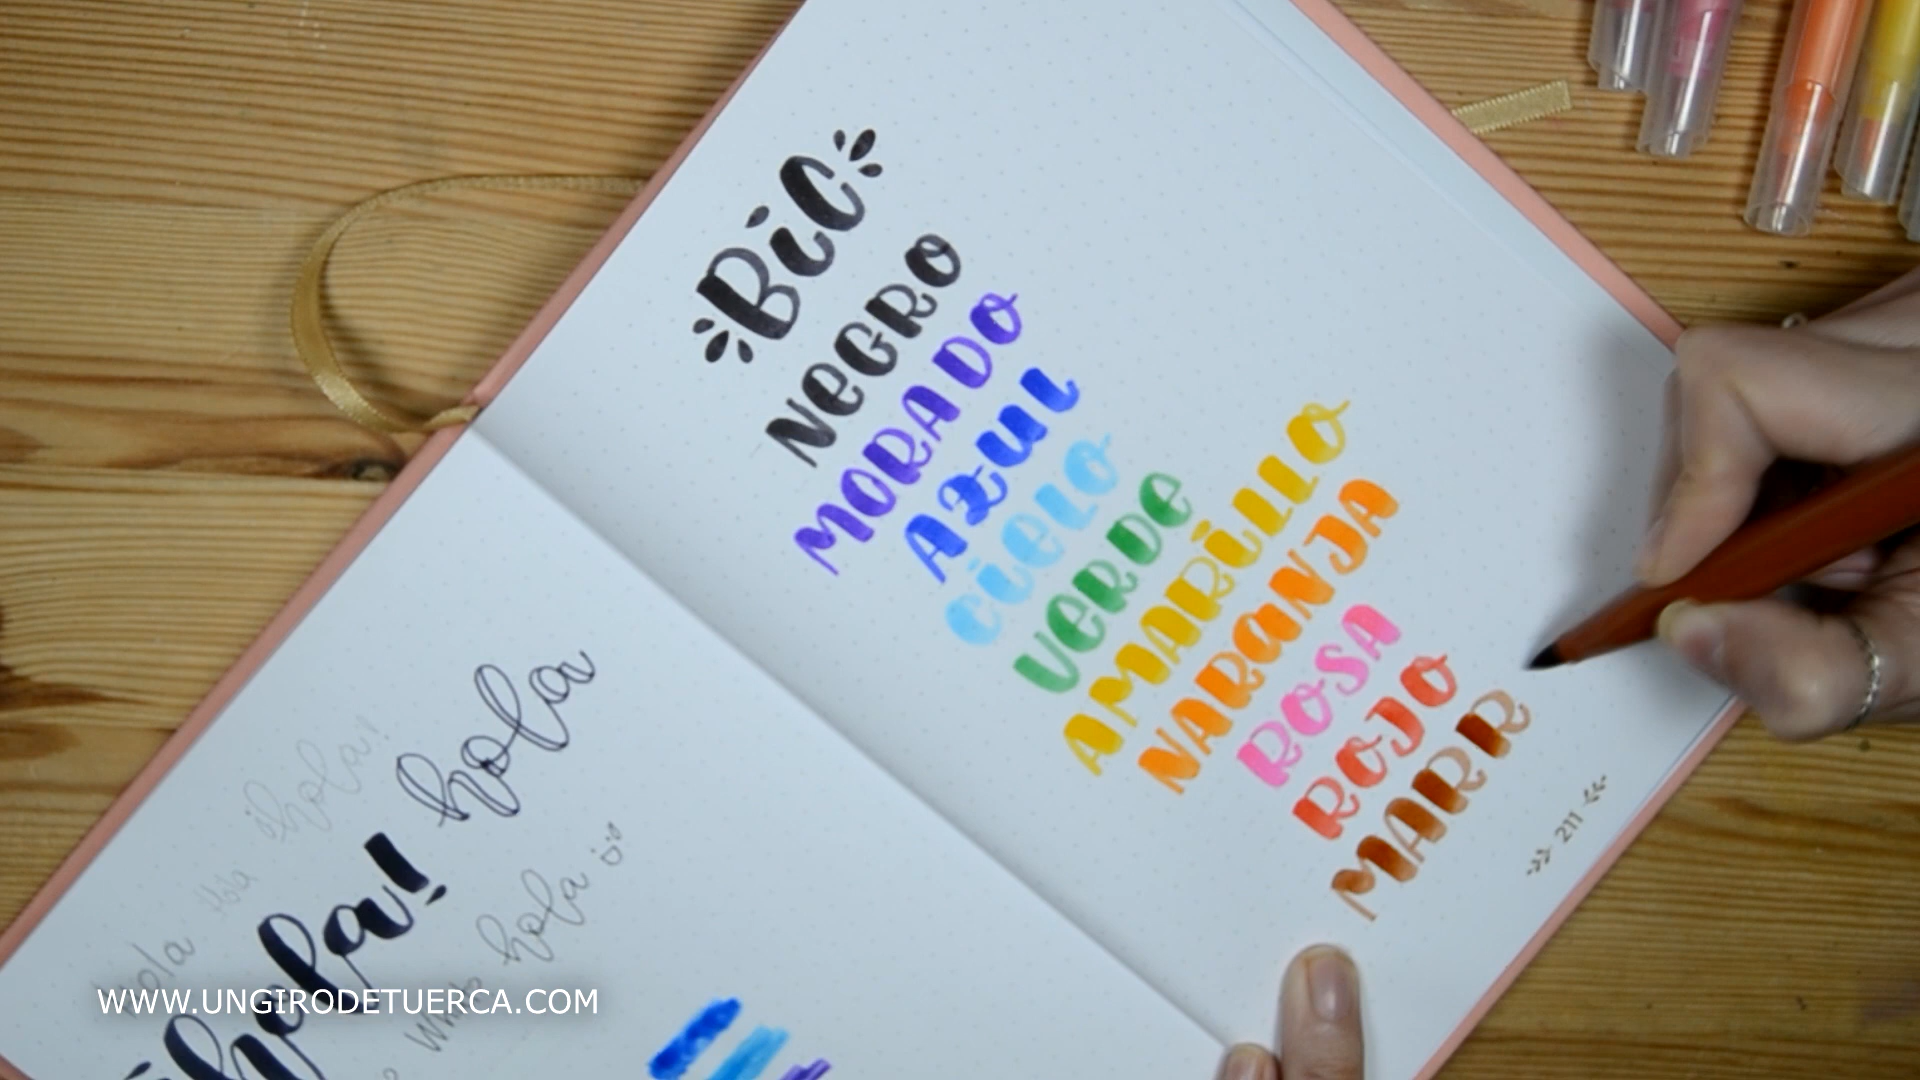 BiC
NeGRO
MORADO
AZUL
CieLO
VeRDe
AMARiLLO
NARaNJA
ROSA
ROJO
MARR
211
¡hola!
hola
hola
hola!
hola
WWW.UNGIRODETUERCA.COM